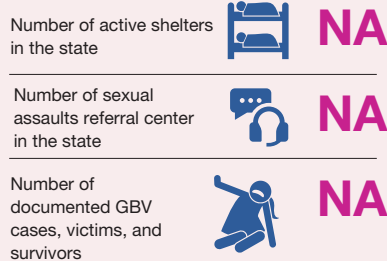 Number of active shelters
in the state
NA
Number of sexual
assaults referral center
in the state
NA
Number of
documented GBV
cases, victims, and
survivors
NA